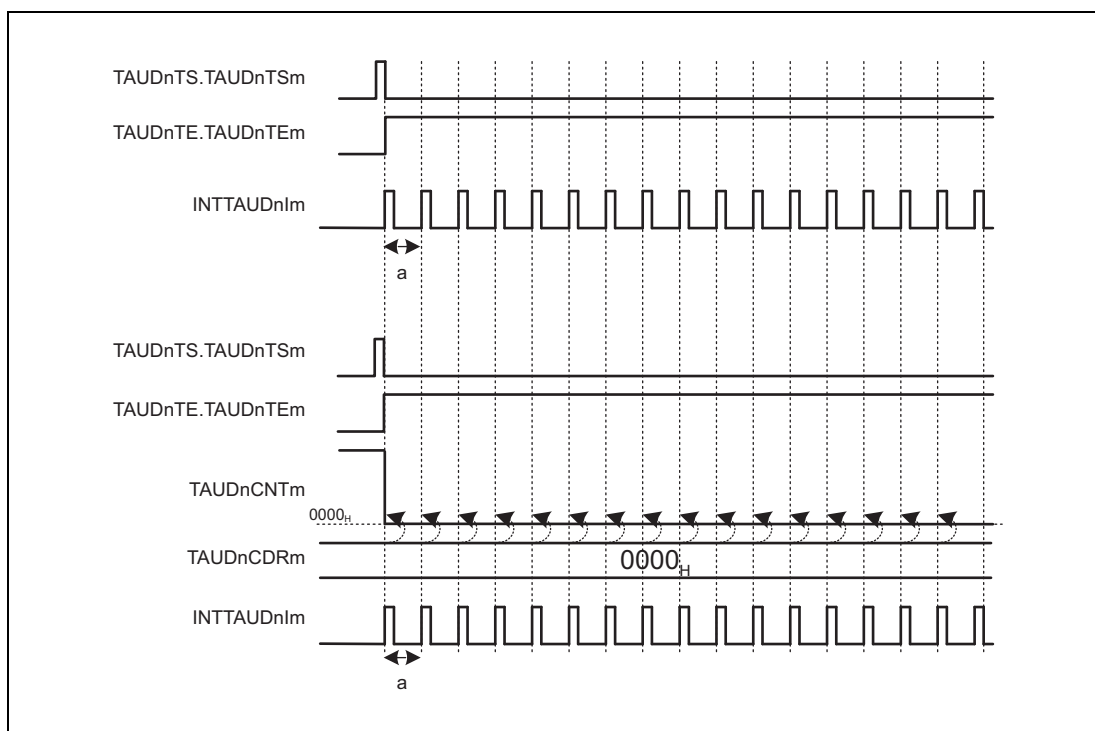 TAUDnTS.TAUDnTSm
TAUDnTE.TAUDnTEm
INTTAUDnIm
a
TAUDnTS.TAUDnTSm
TAUDnTE.TAUDnTEm
TAUDnCNTm
0000H
TAUDnCDRm
0000H
INTTAUDnIm
a